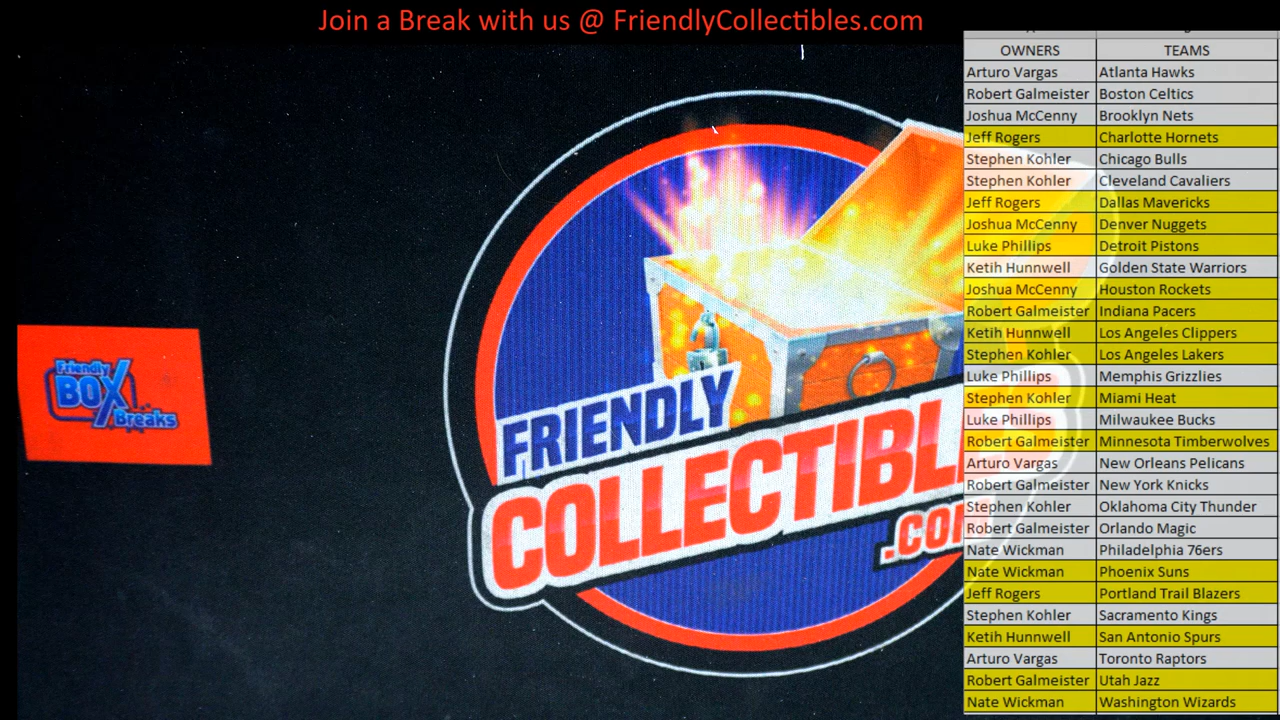 Join a Break with us @ FriendlyCollectibles.com
OWNERS TEAMS
Arturo Vargas Atlanta Hawks
Robert Galmeister Boston Celtics
Joshua McCenny Brooklyn Nets
Jeff Rogers Charlotte Hornets
Stephen Kohler Chicago Bulls
Stephen Kohler Cleveland Cavaliers
Jeff Rogers Dallas Mavericks
Joshua McCenny Denver Nuggets
Luke Phillips Detroit Pistons
Ketih Hunnwell Golden State Warriors
Joshua McCenny Houston Rockets
Robert Galmeister Indiana Pacers
Ketih Hunnwell Los Angeles Clippers
Stephen Kohler Los Angeles Lakers
Luke Phillips Memphis Grizzlies
Stephen Kohler Miami Heat
Luke Phillips Milwaukee Bucks
Robert Galmeister Minnesota Timberwolves
Arturo Vargas New Orleans Pelicans
Robert Galmeister New York Knicks
Stephen Kohler Oklahoma City Thunder
Robert Galmeister Orlando Magic
Nate Wickman Philadelphia 76ers
Nate Wickman Phoenix Suns
Jeff Rogers Portland Trail Blazers
Stephen Kohler Sacramento Kings
Ketih Hunnwell San Antonio Spurs
Arturo Vargas Toronto Raptors
Robert Galmeister Utah Jazz
Nate Wickman Washington Wizards
Friendly
BOX
Breaks
FRIENDLY
COLLECTIBLES
.COM